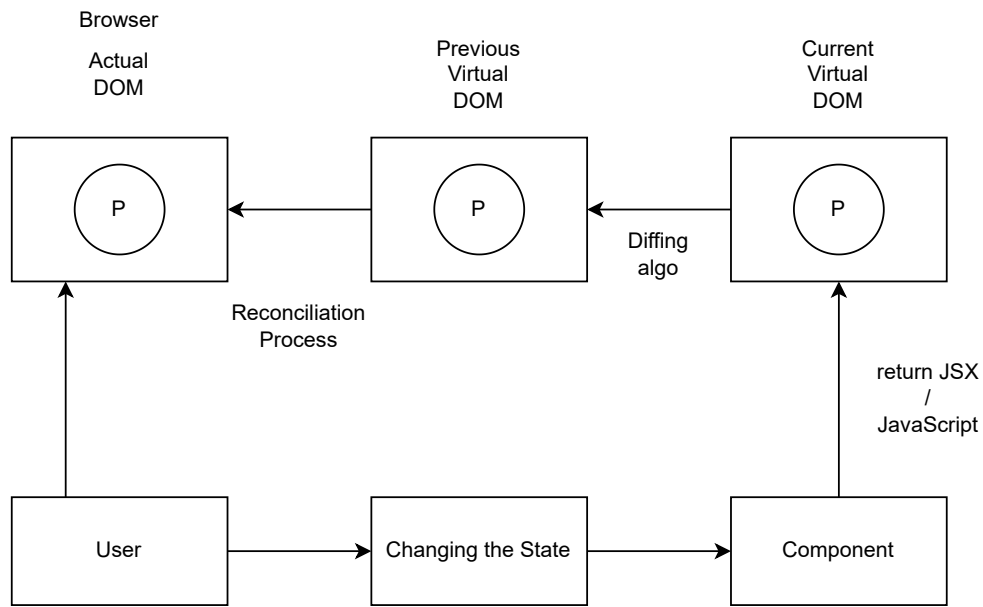 Browser
Actual
DOM
Previous
Virtual
DOM
Current
Virtual
DOM
P
P
P
Diffing
algo
Reconciliation
Process
return JSX
/
JavaScript
User
Changing the State
Component